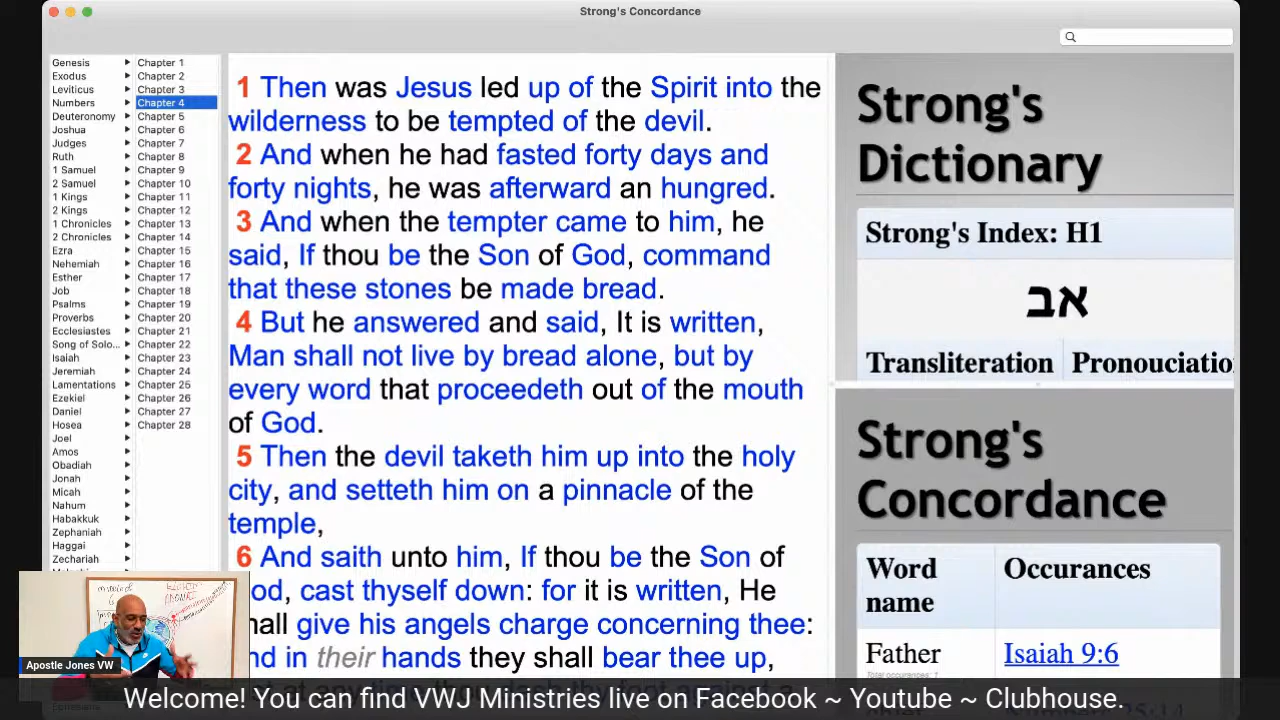 Strong's Concordance
Genesis
Exodus
Leviticus
Numbers
Deuteronomy
Joshua
Judges
Ruth
1 Samuel
2 Samuel
1 Kings
2 Kings
1 Chronicles
2 Chronicles
Ezra
Nehemiah
Esther
Job
Psalms
Proverbs
Ecclesiastes
Song of Solo...
Isaiah
Jeremiah
Lamentations
Ezekiel
Daniel
Hosea
Joel
Amos
Obadiah
Jonah
Micah
Nahum
Habakkuk
Zephaniah
Haggai
Zechariah
Chapter 1
Chapter 2
Chapter 3
Chapter 4
Chapter 5
Chapter 6
Chapter 7
Chapter 8
Chapter 9
Chapter 10
Chapter 11
Chapter 12
Chapter 13
Chapter 14
Chapter 15
Chapter 16
Chapter 17
Chapter 18
Chapter 19
Chapter 20
Chapter 21
Chapter 22
Chapter 23
Chapter 24
Chapter 25
Chapter 26
Chapter 27
Chapter 28
1 Then was Jesus led up of the Spirit into the
wilderness to be tempted of the devil.
2 And when he had fasted forty days and
forty nights, he was afterward an hungred.
3 And when the tempter came to him, he
said, If thou be the Son of God, command
that these stones be made bread.
4 But he answered and said, It is written,
Man shall not live by bread alone, but by
every word that proceedeth out of the mouth
of God.
5 Then the devil taketh him up into the holy
city, and setteth him on a pinnacle of the
temple,
6 And saith unto him, If thou be the Son of
od, cast thyself down: for it is written, He
hall give his angels charge concerning thee:
nd in their hands they shall bear thee up,
Strong's
Dictionary
Strong's Index: H1
אב
Transliteration Pronouciatio
Strong's
Concordance
Word name Occurances
Father Isaiah 9:6
Total occurances: 1
Apostle Jones VW
Welcome! You can find VWJ Ministries live on Facebook ~ Youtube ~ Clubhouse.